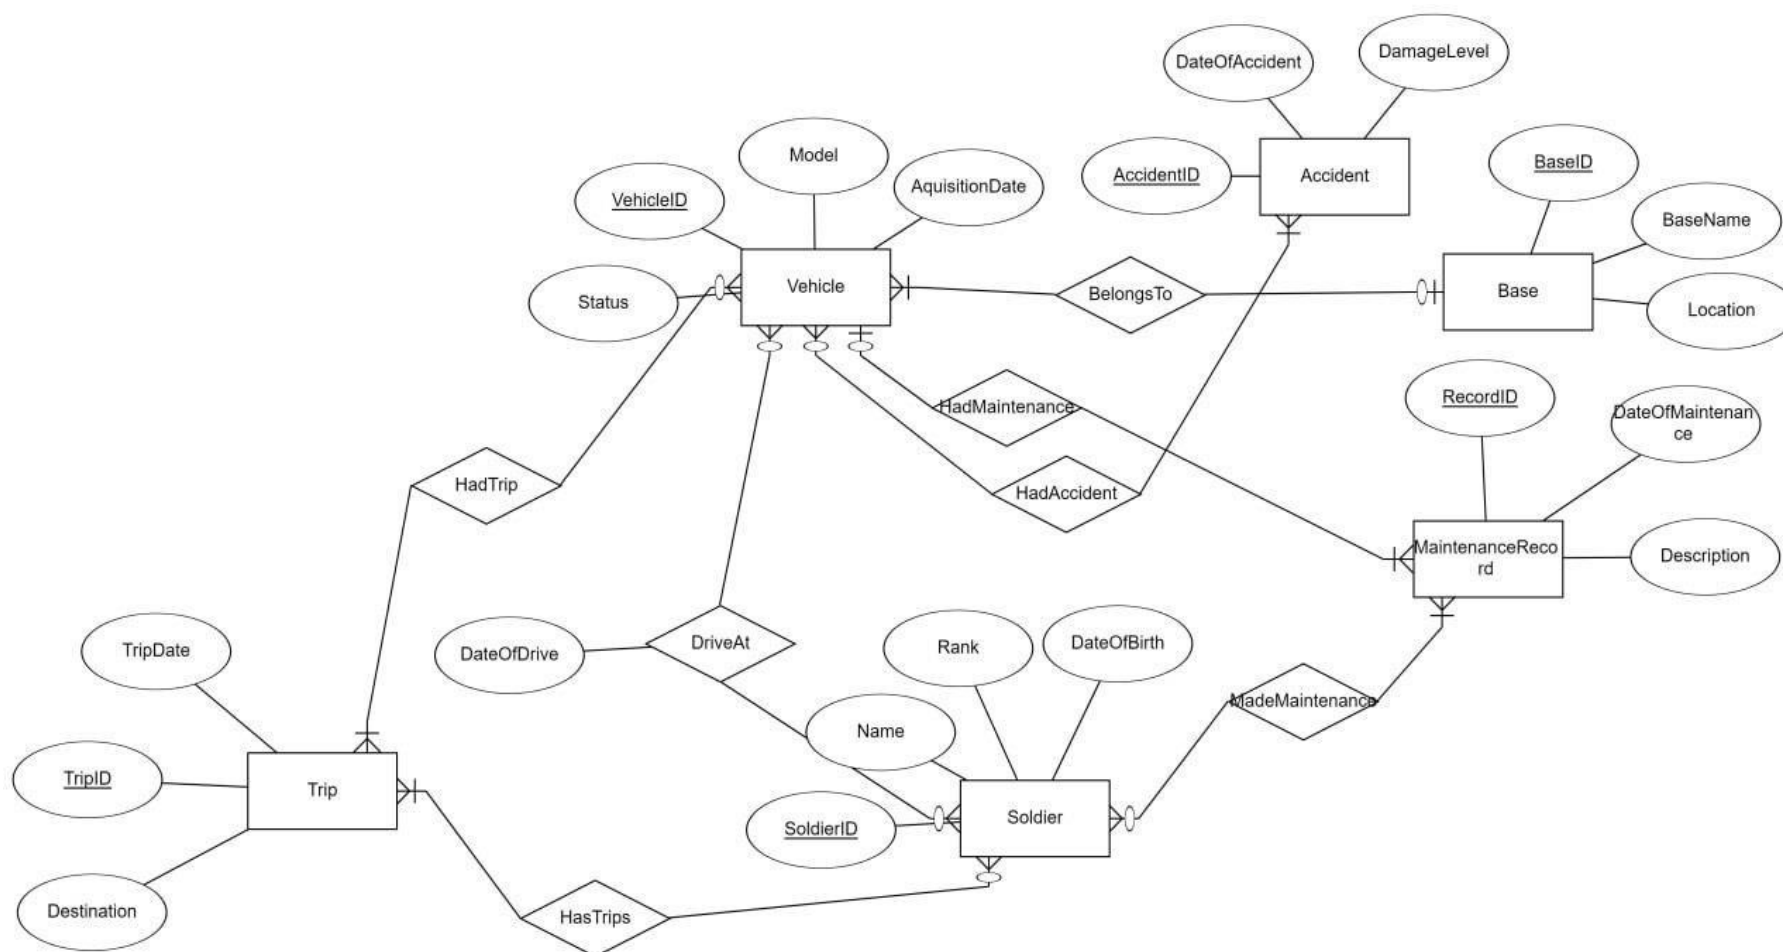 DateOfAccident
DamageLevel
Model
AccidentID
Accident
BaseID
VehicleID
AquisitionDate
BaseName
Status
Vehicle
BelongsTo
Base
Location
HadMaintenance
RecordID
DateOfMaintenan
ce
HadTrip
HadAccident
MaintenanceReco
rd
Description
TripDate
DateOfDrive
DriveAt
Rank
DateOfBirth
Name
MadeMaintenance
TripID
Trip
SoldierID
Soldier
Destination
HasTrips